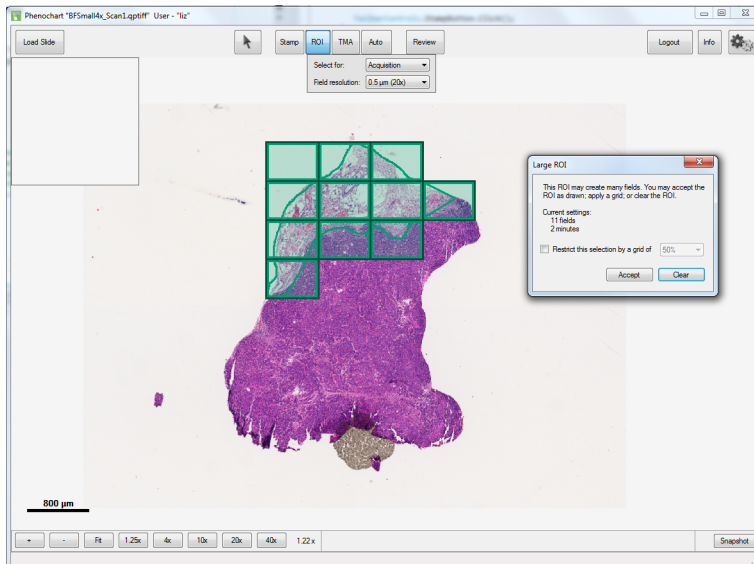 Phenochart "BFSmall4x_Scan1.qptiff" User - "liz"
Load Slide
Stamp
ROI
TMA
Auto
Review
Logout
Info
Select for: Acquisition
Field resolution: 0.5 µm (20x)
Large ROI
This ROI may create many fields. You may accept the
ROI as drawn; apply a grid; or clear the ROI.
Current settings:
11 fields
2 minutes
Restrict this selection by a grid of 50%
Accept
Clear
800 µm
+
-
Fit
1.25x
4x
10x
20x
40x
1.22 x
Snapshot